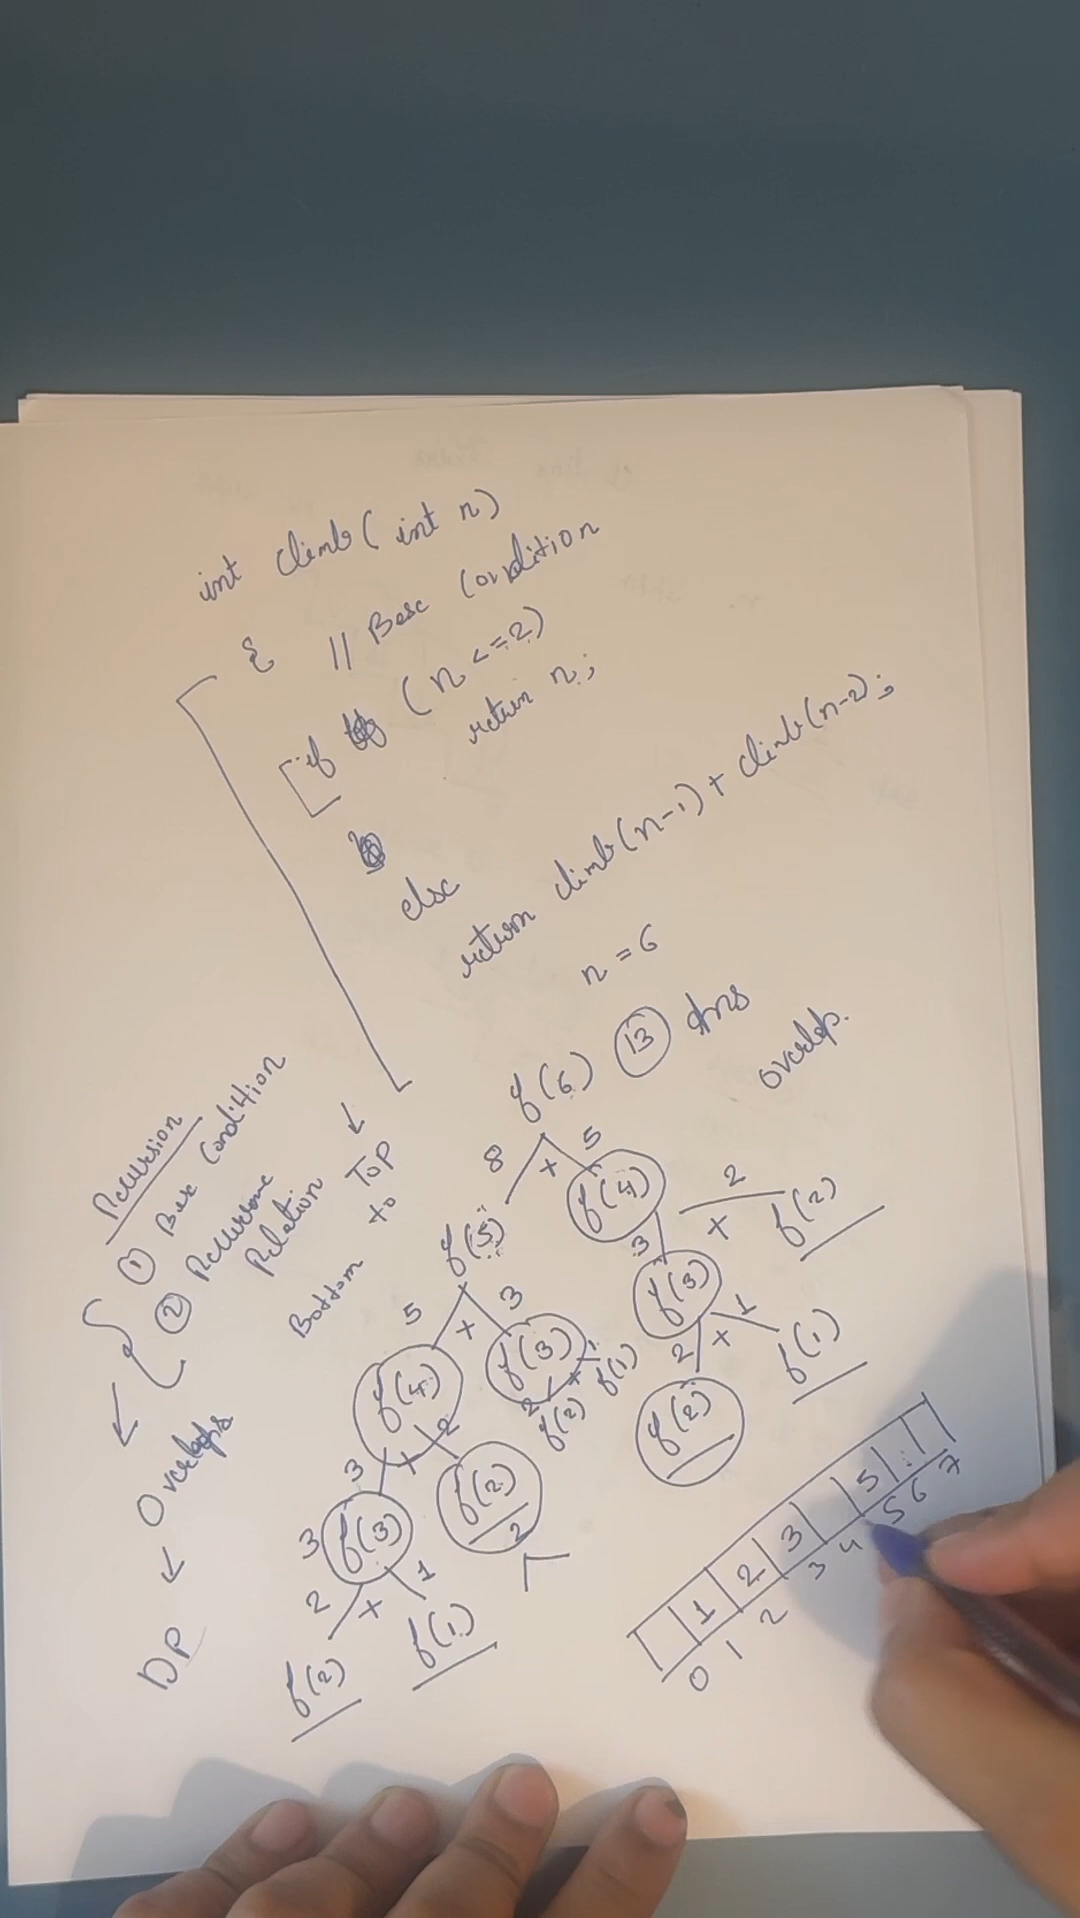 int climb( int n)
{ // Base Condition
if ( n <= 2)
return n;
else
return climb(n-1) + climb(n-2);
n = 6
f(6) 13 Ans
Overlap.
8 + 5
f(5) f(4)
5 + 3
3 + 2
f(4) f(3) f(3) f(2)
3 + 2
2 + 1
2 + 1
f(3) f(2) f(2) f(1) f(2) f(1)
3
2
2 + 1
f(2) f(1)
Recursion
① Base Condition
② Recursive
Relation
Bottom to Top
Overlaps
DP
1 2 3 5
0 1 2 3 4 5 6 7